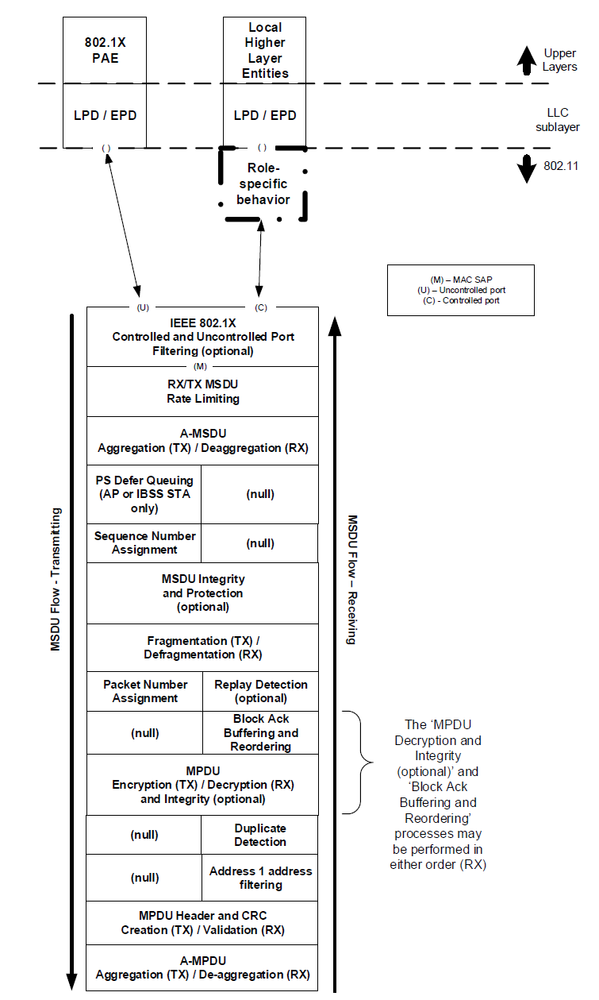 802.1X
PAE
Local
Higher
Layer
Entities
Upper
Layers
LPD / EPD
LPD / EPD
LLC
sublayer
( )
( )
802.11
Role-
specific
behavior
(M) – MAC SAP
(U) – Uncontrolled port
(C) - Controlled port
(U)
(C)
IEEE 802.1X
Controlled and Uncontrolled Port
Filtering (optional)
(M)
RX/TX MSDU
Rate Limiting
A-MSDU
Aggregation (TX) / Deaggregation (RX)
PS Defer Queuing
(AP or IBSS STA
only)
(null)
Sequence Number
Assignment
(null)
MSDU Flow - Transmitting
MSDU Flow – Receiving
MSDU Integrity
and Protection
(optional)
Fragmentation (TX) /
Defragmentation (RX)
Packet Number
Assignment
Replay Detection
(optional)
(null)
Block Ack
Buffering and
Reordering
MPDU
Encryption (TX) / Decryption (RX)
and Integrity (optional)
The ‘MPDU
Decryption and
Integrity
(optional)’ and
‘Block Ack
Buffering and
Reordering’
processes may
be performed in
either order (RX)
(null)
Duplicate
Detection
(null)
Address 1 address
filtering
MPDU Header and CRC
Creation (TX) / Validation (RX)
A-MPDU
Aggregation (TX) / De-aggregation (RX)